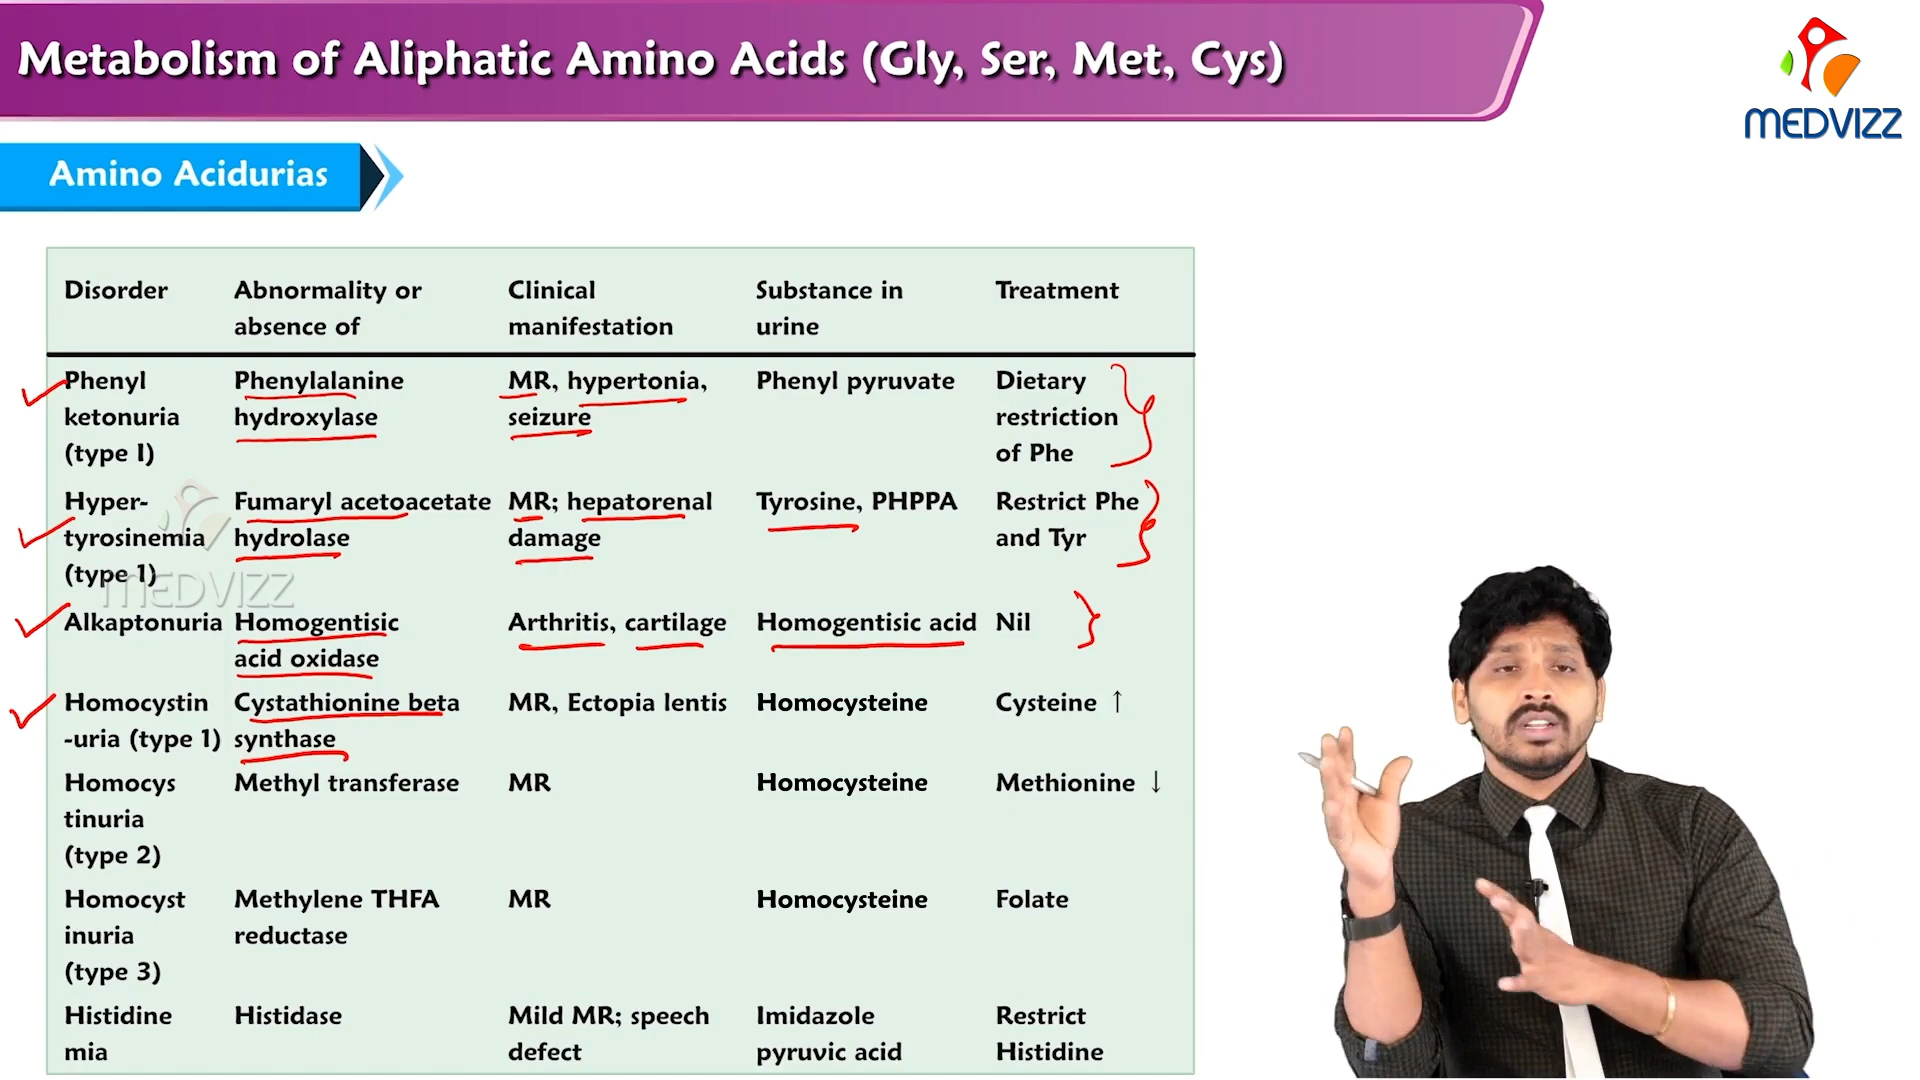 Metabolism of Aliphatic Amino Acids (Gly, Ser, Met, Cys)
MEDVIZZ
Amino Acidurias
Disorder Abnormality or absence of Clinical manifestation Substance in urine Treatment
Phenyl ketonuria (type I) Phenylalanine hydroxylase MR, hypertonia, seizure Phenyl pyruvate Dietary restriction of Phe
Hyper-tyrosinemia (type 1) Fumaryl acetoacetate hydrolase MR; hepatorenal damage Tyrosine, PHPPA Restrict Phe and Tyr
MEDVIZZ
Alkaptonuria Homogentisic acid oxidase Arthritis, cartilage Homogentisic acid Nil
Homocystin -uria (type 1) Cystathionine beta synthase MR, Ectopia lentis Homocysteine Cysteine ↑
Homocys tinuria (type 2) Methyl transferase MR Homocysteine Methionine ↓
Homocyst inuria (type 3) Methylene THFA reductase MR Homocysteine Folate
Histidine mia Histidase Mild MR; speech defect Imidazole pyruvic acid Restrict Histidine